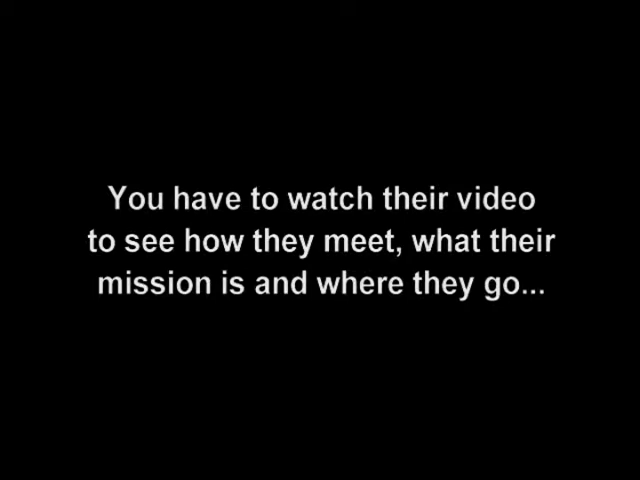 You have to watch their video
to see how they meet, what their
mission is and where they go...